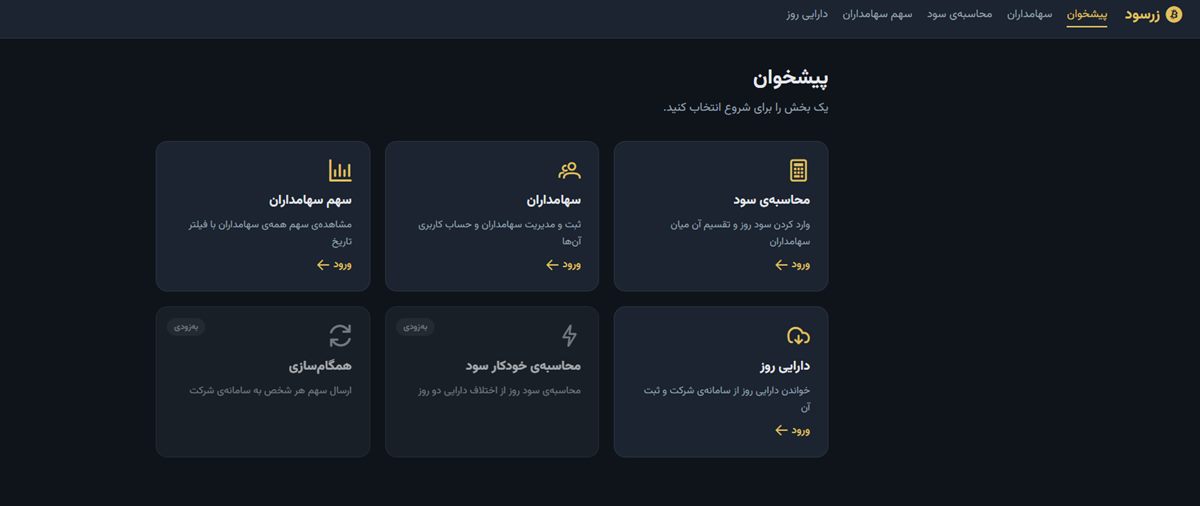 زرسود
پیشخوان
سهامداران
محاسبه‌ی سود
سهم سهامداران
دارایی روز
پیشخوان
یک بخش را برای شروع انتخاب کنید.
محاسبه‌ی سود
وارد کردن سود روز و تقسیم آن میان
سهامداران
ورود ←
سهامداران
ثبت و مدیریت سهامداران و حساب کاربری
آن‌ها
ورود ←
سهم سهامداران
مشاهده‌ی سهم همه‌ی سهامداران با فیلتر
تاریخ
ورود ←
دارایی روز
خواندن دارایی روز از سامانه‌ی شرکت و ثبت
آن
ورود ←
به‌زودی
محاسبه‌ی خودکار سود
محاسبه‌ی سود روز از اختلاف دارایی دو روز
به‌زودی
همگام‌سازی
ارسال سهم هر شخص به سامانه‌ی شرکت